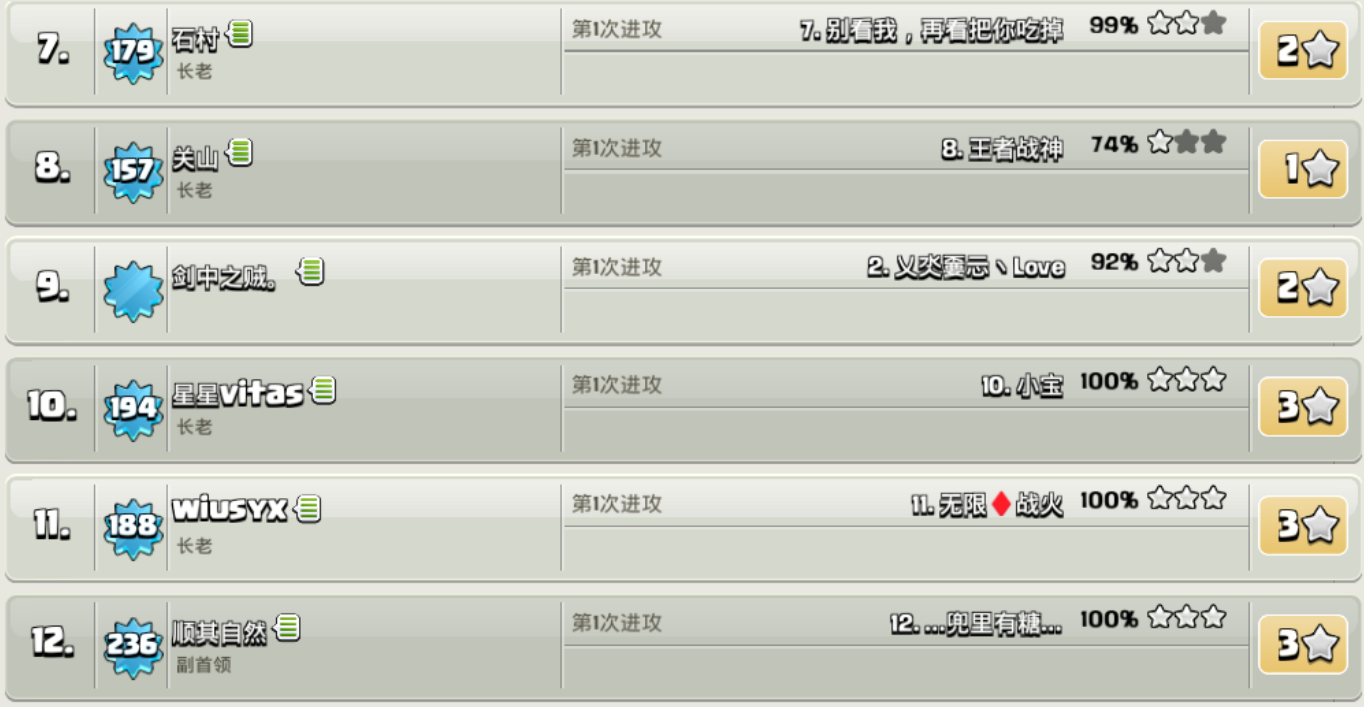 7. 179 石村 第1次进攻 7. 别看我，再看把你吃掉 99% 2
长老
8. 157 关山 第1次进攻 8. 王者战神 74% 1
长老
9. 剑中之贼。 第1次进攻 2. 乂烾嘦忈丶Love 92% 2
10. 194 星星vitas 第1次进攻 10. 小宝 100% 3
长老
11. 188 wiusyx 第1次进攻 11. 无限♦战火 100% 3
长老
12. 236 顺其自然 第1次进攻 12. ...兜里有糖... 100% 3
副首领